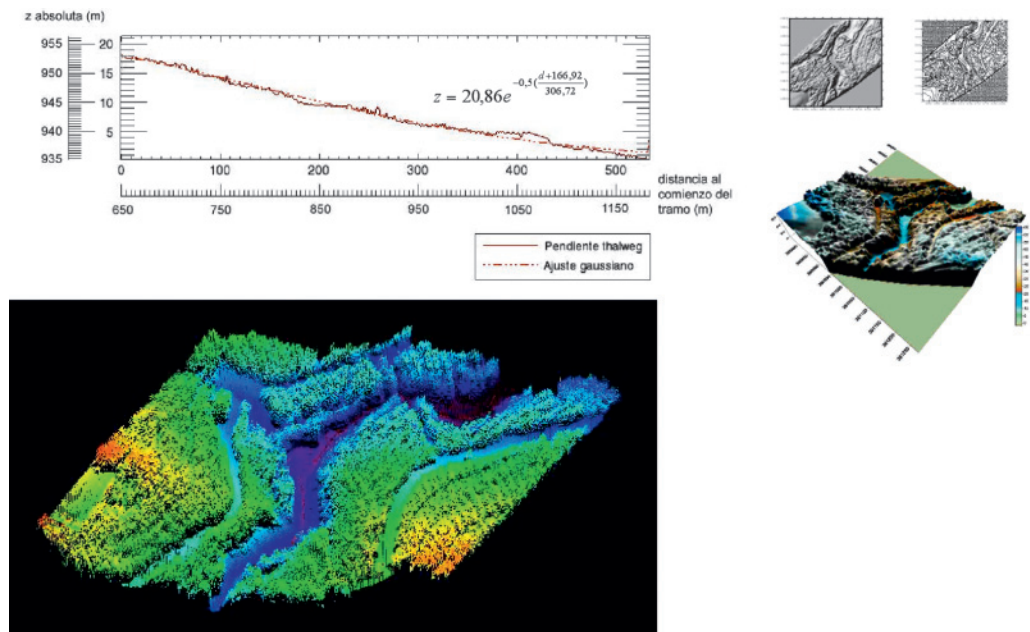 z absoluta (m)
955
950
945
940
935
20
15
10
5
z = 20,86e^{-0,5(\frac{d+166,92}{306,72})}
0 100 200 300 400 500
distancia al
comienzo del
tramo (m)
650 750 850 950 1050 1150
Pendiente thalweg
Ajuste gaussiano